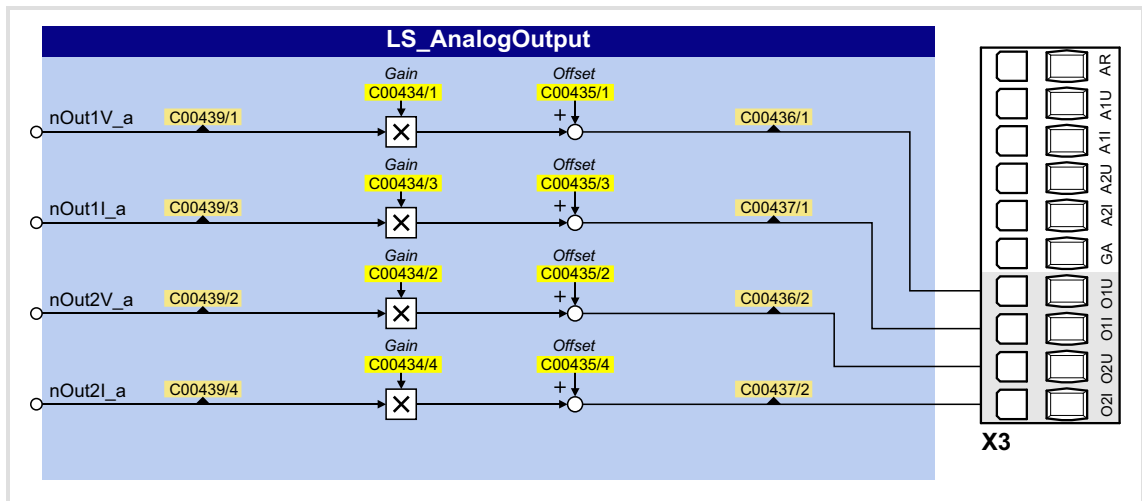 LS_AnalogOutput
Gain Offset
C00434/1 C00435/1
nOut1V_a C00439/1 + C00436/1
Gain Offset
C00434/3 C00435/3
nOut1I_a C00439/3 + C00437/1
Gain Offset
C00434/2 C00435/2
nOut2V_a C00439/2 + C00436/2
Gain Offset
C00434/4 C00435/4
nOut2I_a C00439/4 + C00437/2
AR
A1U
A1I
A2U
A2I
GA
O1U
O1I
O2U
O2I
X3